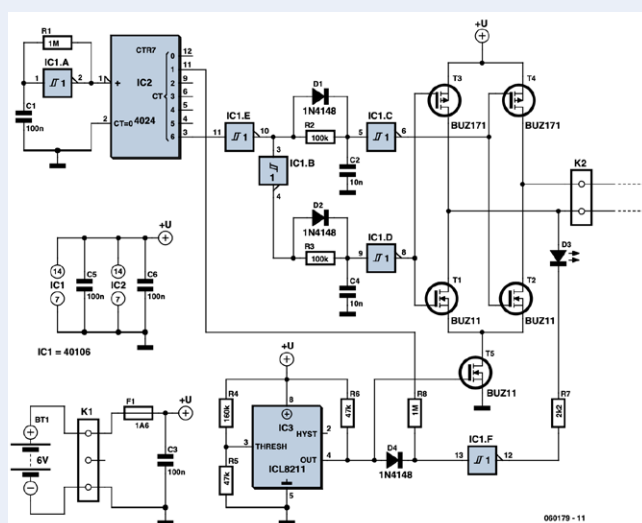 +U
R1
1M
IC1.A
1
1
2
C1
100n
1
+
2
CT=0
CTR7
IC2
CT
4024
0
12
1
11
2
9
3
6
4
5
5
4
6
3
11
IC1.E
1
10
3
IC1.B
1
4
D1
1N4148
R2
100k
C2
10n
5
IC1.C
1
6
D2
1N4148
R3
100k
C4
10n
9
IC1.D
1
8
T3
BUZ171
T4
BUZ171
K2
D3
T1
BUZ11
T2
BUZ11
T5
BUZ11
+U
14
IC1
7
C5
100n
14
IC2
7
C6
100n
IC1 = 40106
BT1
6V
K1
F1
1A6
+U
C3
100n
+U
R4
160k
R5
47k
8
IC3
3
THRESH
HYST
2
OUT
4
ICL8211
5
R6
47k
D4
1N4148
R8
1M
13
IC1.F
1
12
R7
2k2
060179 - 11